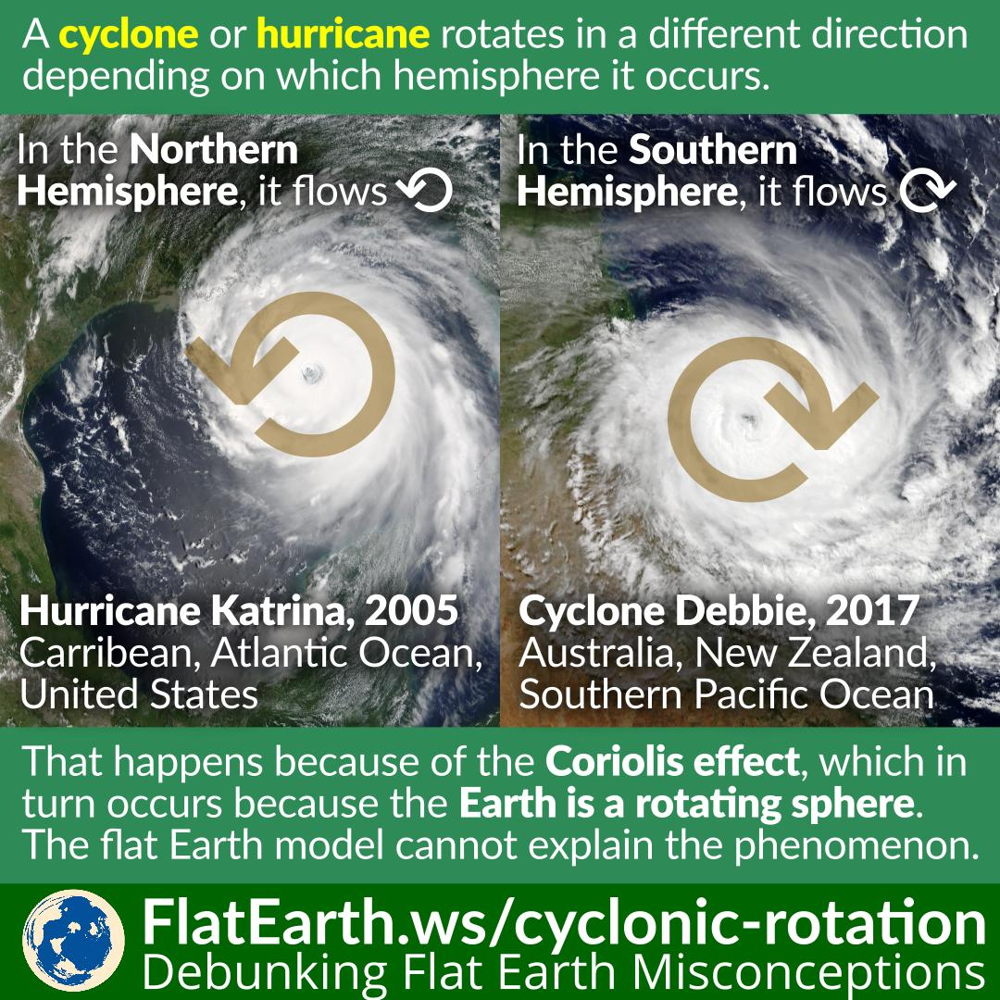 A cyclone or hurricane rotates in a different direction
depending on which hemisphere it occurs.
In the Northern
Hemisphere, it flows
In the Southern
Hemisphere, it flows
Hurricane Katrina, 2005
Carribean, Atlantic Ocean,
United States
Cyclone Debbie, 2017
Australia, New Zealand,
Southern Pacific Ocean
That happens because of the Coriolis effect, which in
turn occurs because the Earth is a rotating sphere.
The flat Earth model cannot explain the phenomenon.
FlatEarth.ws/cyclonic-rotation
Debunking Flat Earth Misconceptions